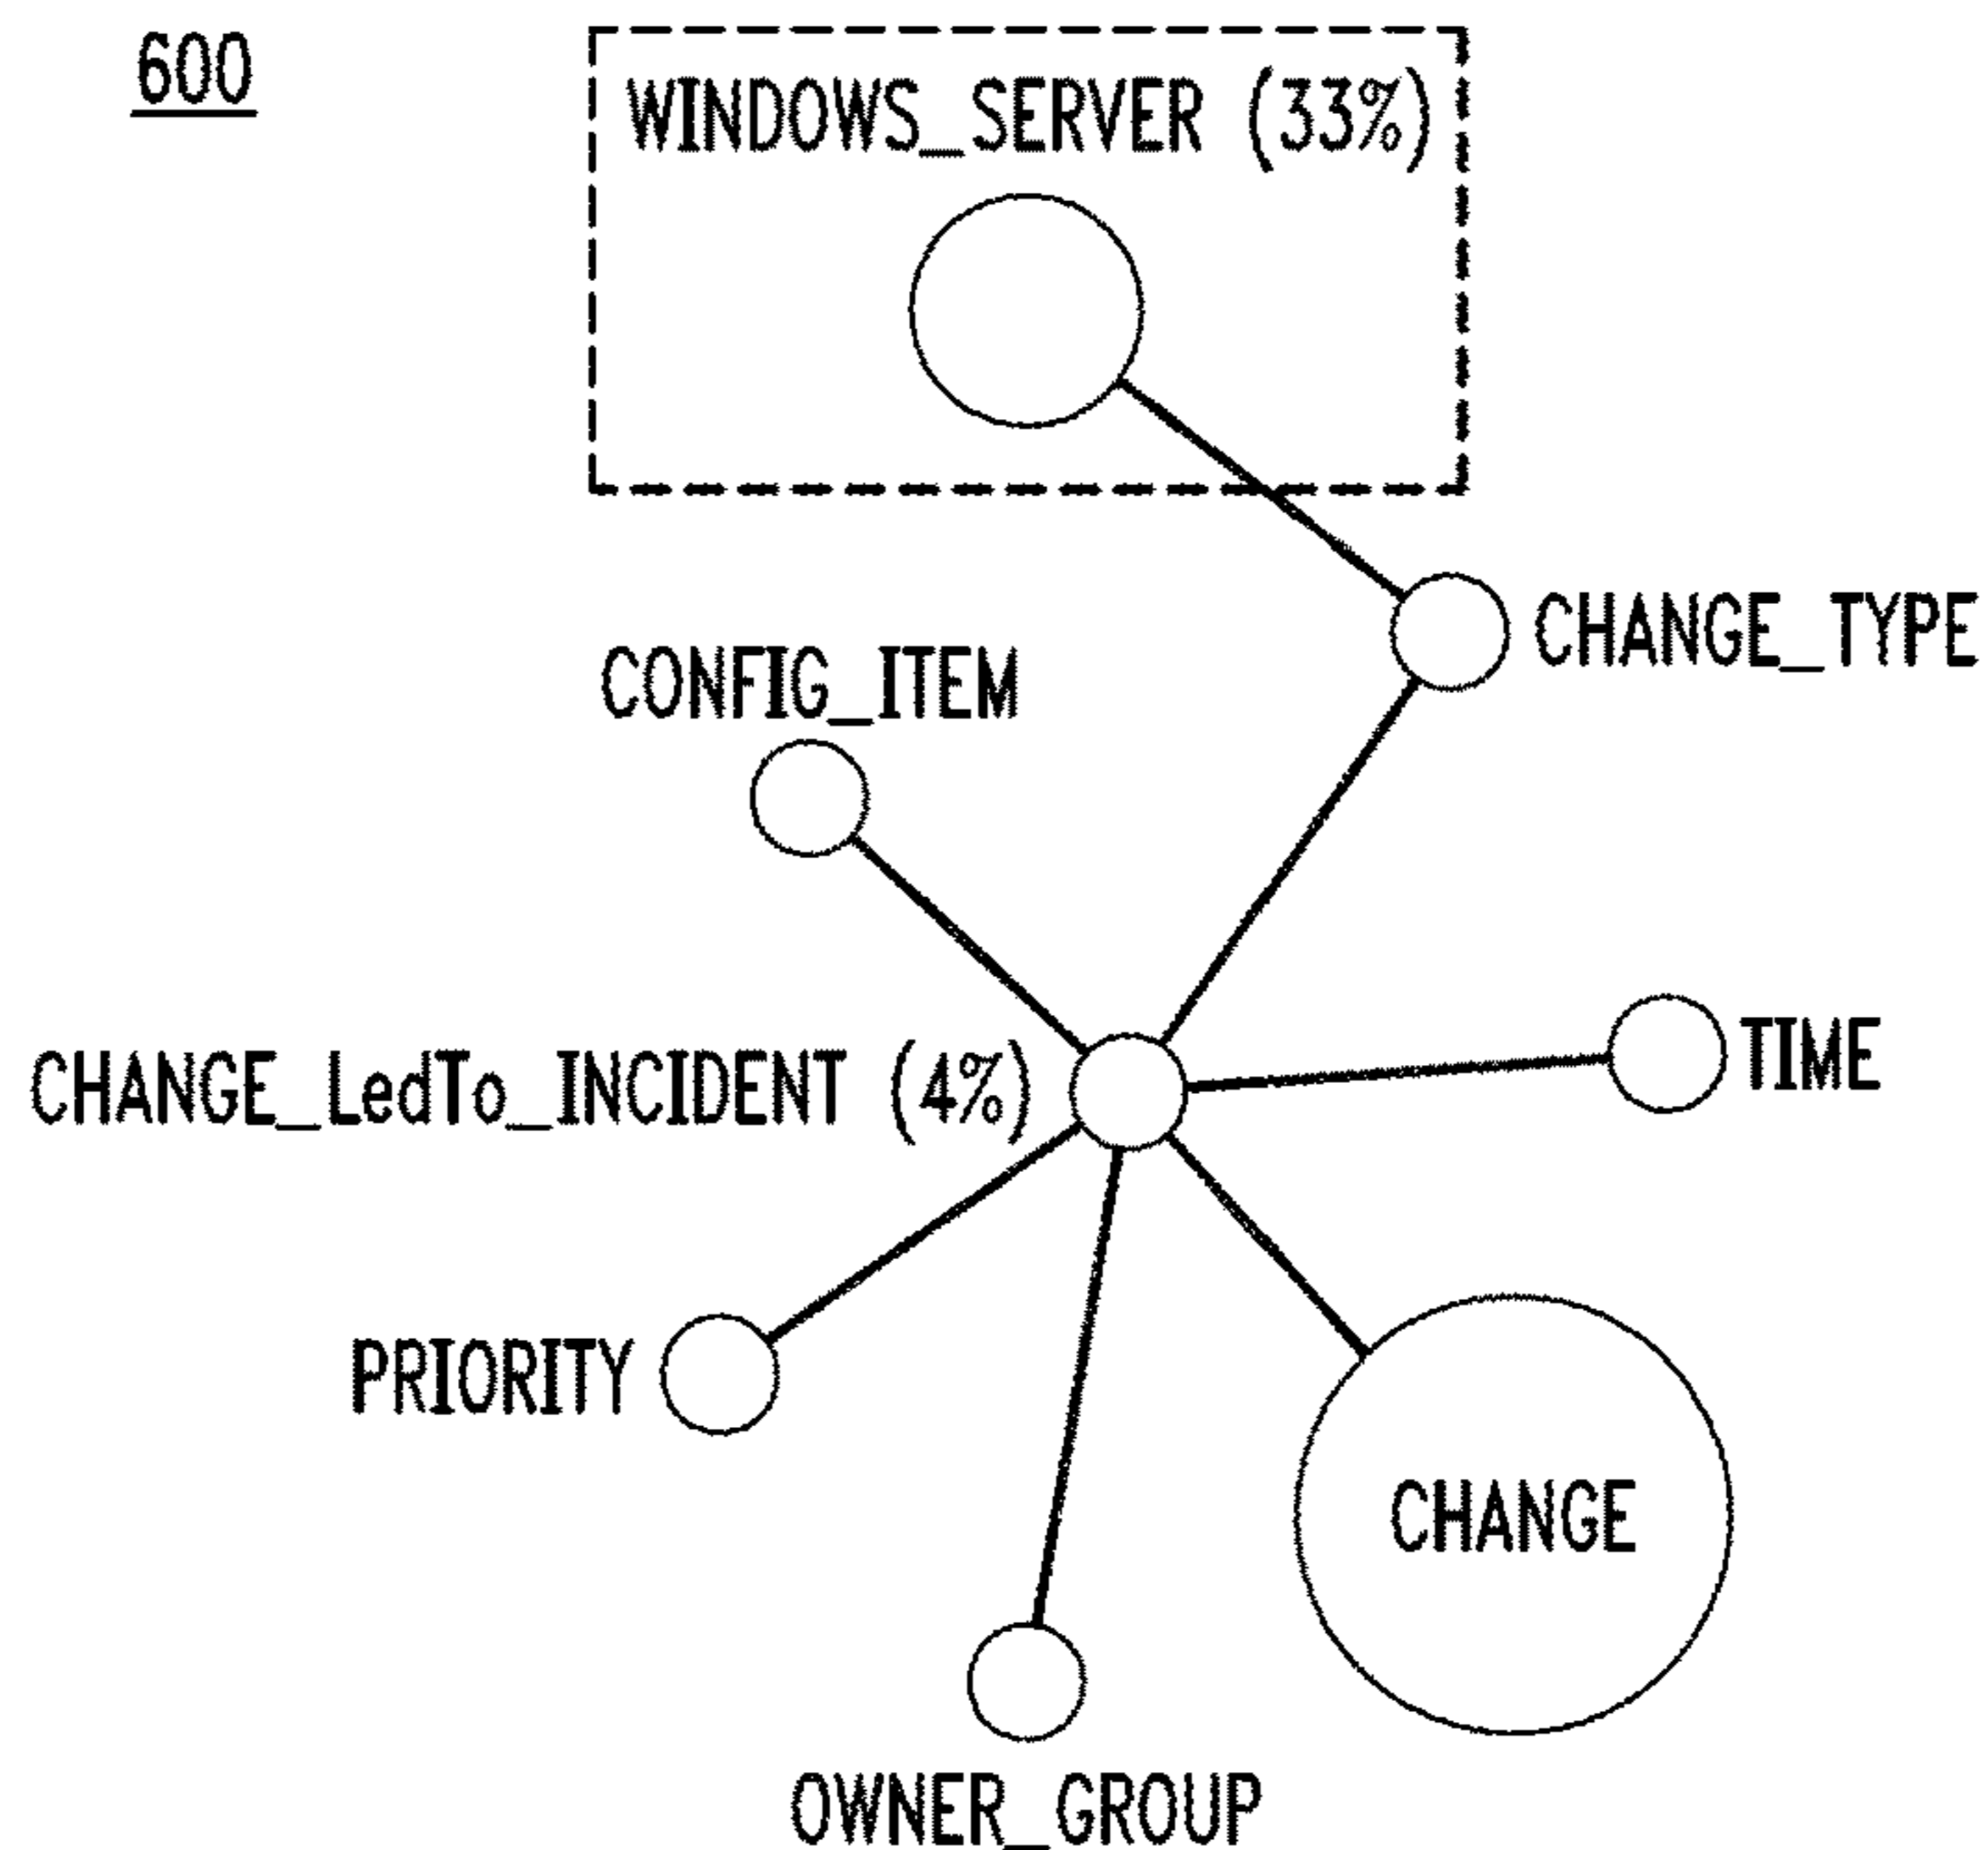 600
WINDOWS_SERVER (33%)
CHANGE_TYPE
CONFIG_ITEM
TIME
CHANGE_LedTo_INCIDENT (4%)
PRIORITY
CHANGE
OWNER_GROUP